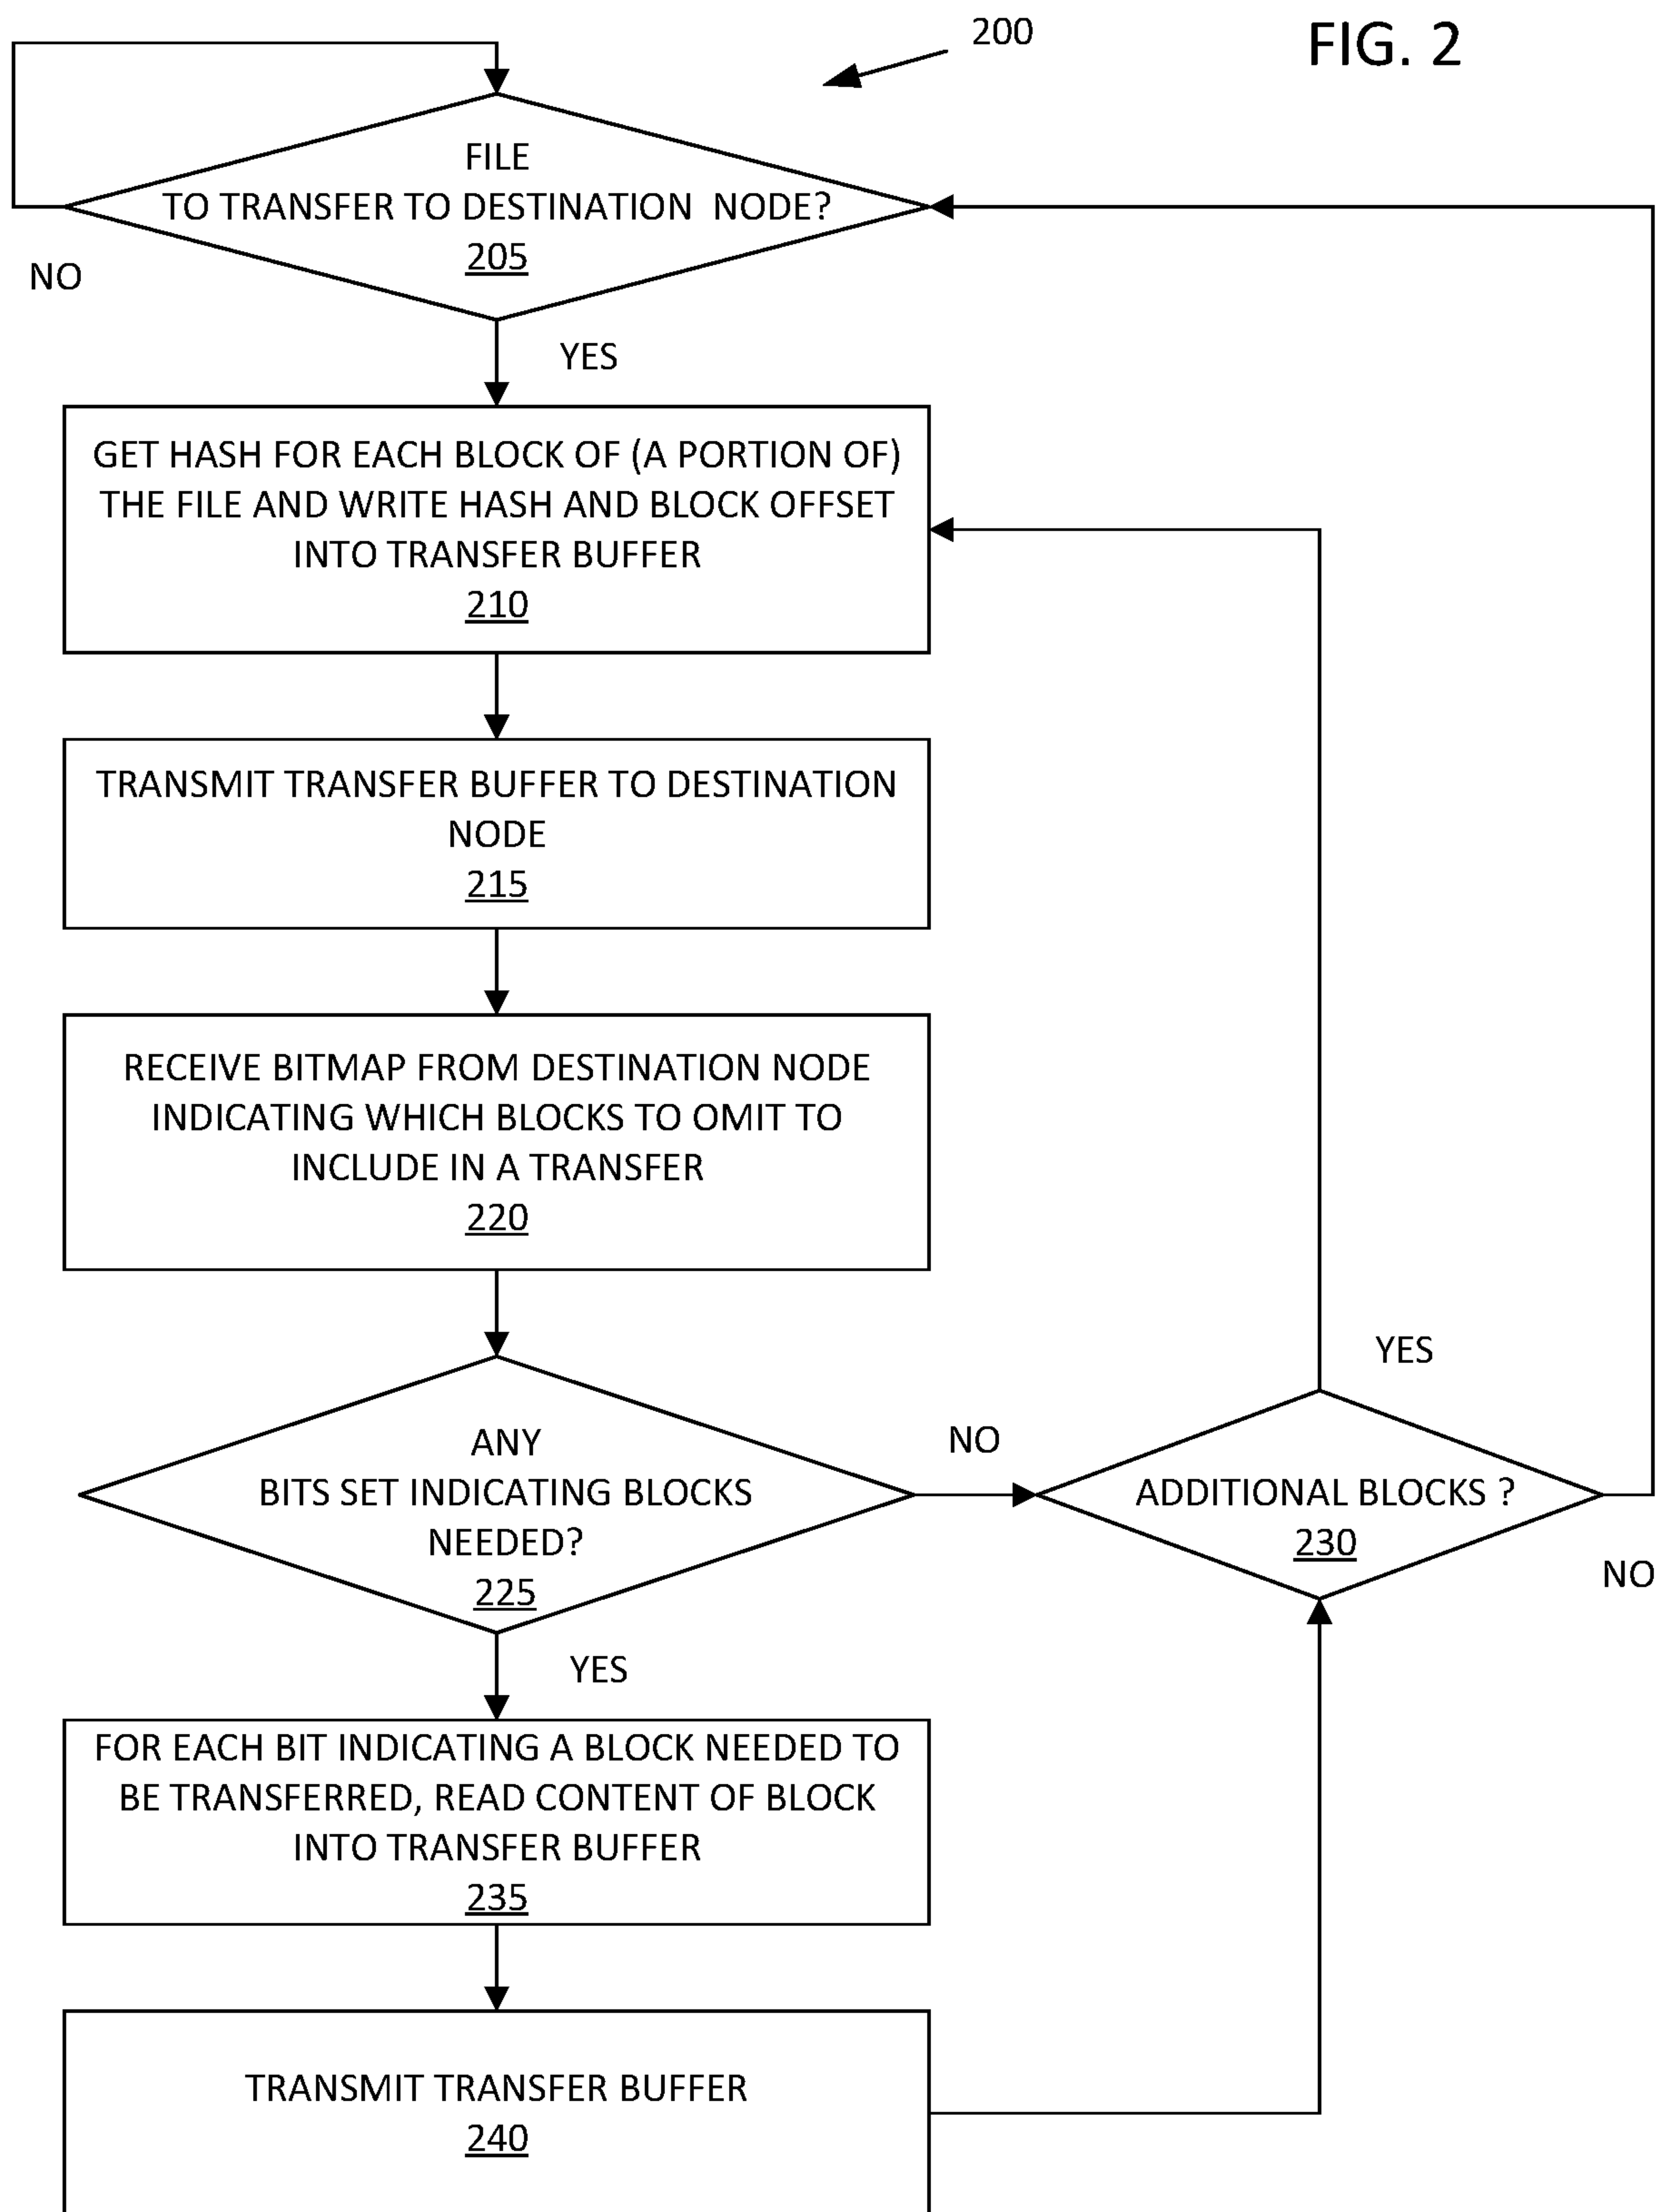 200
FIG. 2
FILE
TO TRANSFER TO DESTINATION NODE?
205
NO
YES
GET HASH FOR EACH BLOCK OF (A PORTION OF)
THE FILE AND WRITE HASH AND BLOCK OFFSET
INTO TRANSFER BUFFER
210
TRANSMIT TRANSFER BUFFER TO DESTINATION
NODE
215
RECEIVE BITMAP FROM DESTINATION NODE
INDICATING WHICH BLOCKS TO OMIT TO
INCLUDE IN A TRANSFER
220
ANY
BITS SET INDICATING BLOCKS
NEEDED?
225
NO
YES
ADDITIONAL BLOCKS ?
230
NO
YES
FOR EACH BIT INDICATING A BLOCK NEEDED TO
BE TRANSFERRED, READ CONTENT OF BLOCK
INTO TRANSFER BUFFER
235
TRANSMIT TRANSFER BUFFER
240